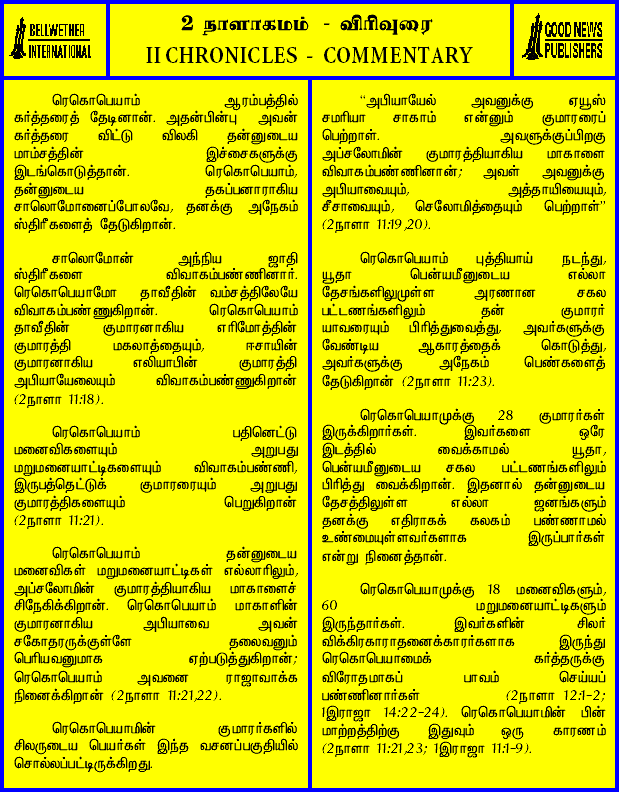 BELLWETHER
INTERNATIONAL
2 நாளாகமம் - விரிவுரை
II CHRONICLES - COMMENTARY
GOOD NEWS
PUBLISHERS
ரெகொபெயாம் ஆரம்பத்தில்
கர்த்தரை தேடினான். அதன்பின்பு அவன்
கர்த்தரை விட்டு விலகி தன்னுடைய
மாம்சத்தின் இச்சைகளுக்கு
இடங்கொடுத்தான். ரெகொபெயாம்,
தன்னுடைய தகப்பனாராகிய
சாலொமோனைப்போலவே, தனக்கு அநேகம்
ஸ்திரீகளைத் தேடுகிறான்.
சாலொமோன் அந்நிய ஜாதி
ஸ்திரீகளை விவாகம்பண்ணினார்.
ரெகொபெயாமோ தாவீதின் வம்சத்திலேயே
விவாகம்பண்ணுகிறான். ரெகொபெயாம்
தாவீதின் குமாரனாகிய எரிமோத்தின்
குமாரத்தி மகலாத்தையும், ஈசாயின்
குமாரனாகிய எலியாபின் குமாரத்தி
அபியாயேலையும் விவாகம்பண்ணுகிறான்
(2நாளா 11:18).
ரெகொபெயாம் பதினெட்டு
மனைவிகளையும் அறுபது
மறுமனையாட்டிகளையும் விவாகம்பண்ணி,
இருபத்தெட்டுக் குமாரரையும் அறுபது
குமாரத்திகளையும் பெறுகிறான்
(2நாளா 11:21).
ரெகொபெயாம் தன்னுடைய
மனைவிகள் மறுமனையாட்டிகள் எல்லாரிலும்,
அப்சலோமின் குமாரத்தியாகிய மாகாளைச்
சிநேகிக்கிறான். ரெகொபெயாம் மாகாளின்
குமாரனாகிய அபியாவை அவன்
சகோதரருக்குள்ளே தலைவனும்
பெரியவனுமாக ஏற்படுத்துகிறான்;
ரெகொபெயாம் அவனை ராஜாவாக்க
நினைக்கிறான் (2நாளா 11:21,22).
ரெகொபெயாமின் குமாரர்களில்
சிலருடைய பெயர்கள் இந்த வசனப்பகுதியில்
சொல்லப்பட்டிருக்கிறது.
“அபியாயேல் அவனுக்கு ஏயூஸ்
சமரியா சாகாம் என்னும் குமாரரைப்
பெற்றாள். அவளுக்குப்பிறகு
அப்சலோமின் குமாரத்தியாகிய மாகாளை
விவாகம்பண்ணினான்; அவள் அவனுக்கு
அபியாவையும், அத்தாயியையும்,
சீசாவையும், செலோமித்தையும் பெற்றாள்”
(2நாளா 11:19,20).
ரெகொபெயாம் புத்தியாய் நடந்து,
யூதா பென்யமீனுடைய எல்லா
தேசங்களிலுமுள்ள அரணான சகல
பட்டணங்களிலும் தன் குமாரர்
யாவரையும் பிரித்துவைத்து, அவர்களுக்கு
வேண்டிய ஆகாரத்தைக் கொடுத்து,
அவர்களுக்கு அநேகம் பெண்களைத்
தேடுகிறான் (2நாளா 11:23).
ரெகொபெயாமுக்கு 28 குமாரர்கள்
இருக்கிறார்கள். இவர்களை ஒரே
இடத்தில் வைக்காமல் யூதா,
பென்யமீனுடைய சகல பட்டணங்களிலும்
பிரித்து வைக்கிறான். இதனால் தன்னுடைய
தேசத்திலுள்ள எல்லா ஜனங்களும்
தனக்கு எதிராகக் கலகம் பண்ணாமல்
உண்மையுள்ளவர்களாக இருப்பார்கள்
என்று நினைத்தான்.
ரெகொபெயாமுக்கு 18 மனைவிகளும்,
60 மறுமனையாட்டிகளும்
இருந்தார்கள். இவர்களின் சிலர்
விக்கிரகாராதனைக்காரர்களாக இருந்து
ரெகொபெயாமைக் கர்த்தருக்கு
விரோதமாகப் பாவம் செய்யப்
பண்ணினார்கள் (2நாளா 12:1-2;
1இராஜா 14:22-24). ரெகொபெயாமின் பின்
மாற்றத்திற்கு இதுவும் ஒரு காரணம்
(2நாளா 11:21,23; 1இராஜா 11:1-9).